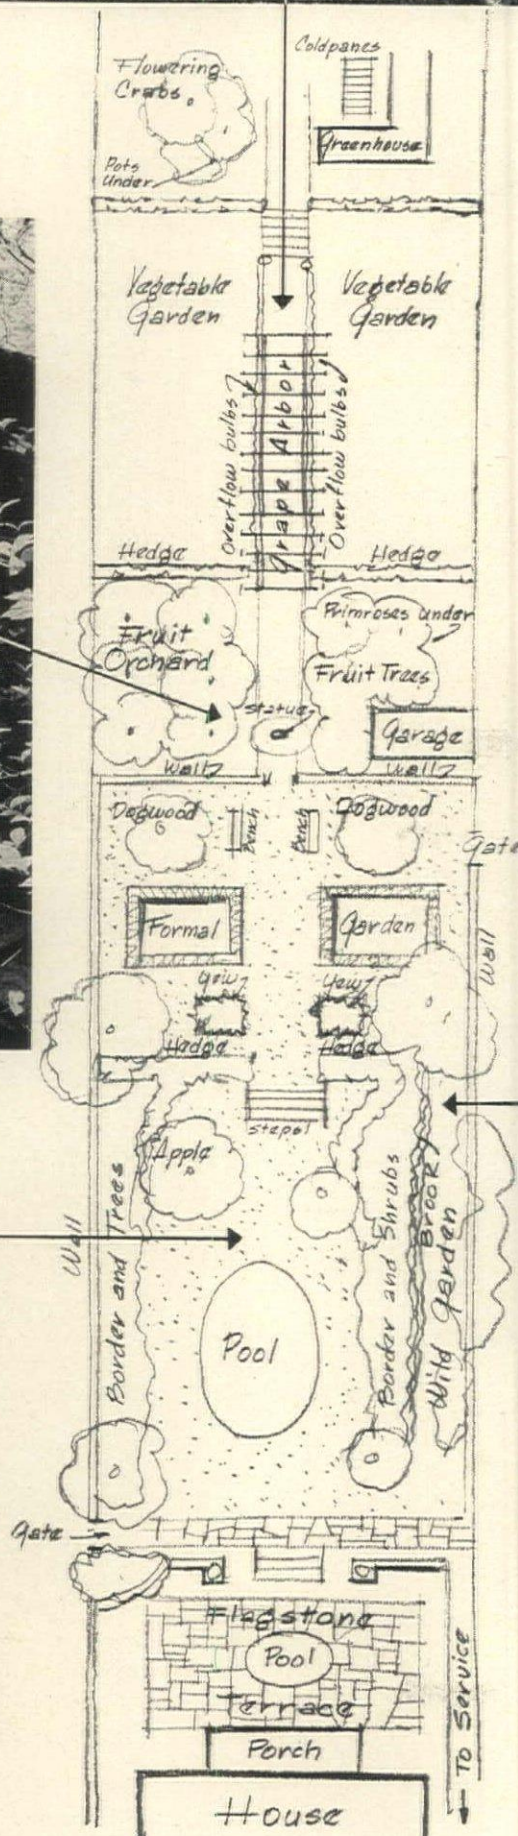 Flowering
Crabs
Coldpanes
Greenhouse
Pots
Under
Vegetable
Garden
Vegetable
Garden
Overflow bulbs
Grape Arbor
Overflow bulbs
Hedge
Hedge
Fruit
Orchard
Primroses under
Fruit Trees
Statue
Garage
Wall
Wall
Dogwood
Bench
Bench
Dogwood
Gate
Formal
Garden
Wall
Yew
Yew
Hedge
Hedge
Steps
Apple
Wall
Border and Trees
Border and Shrubs
Brook
Wild Garden
Pool
Gate
Flagstone
Pool
Terrace
Porch
House
To Service